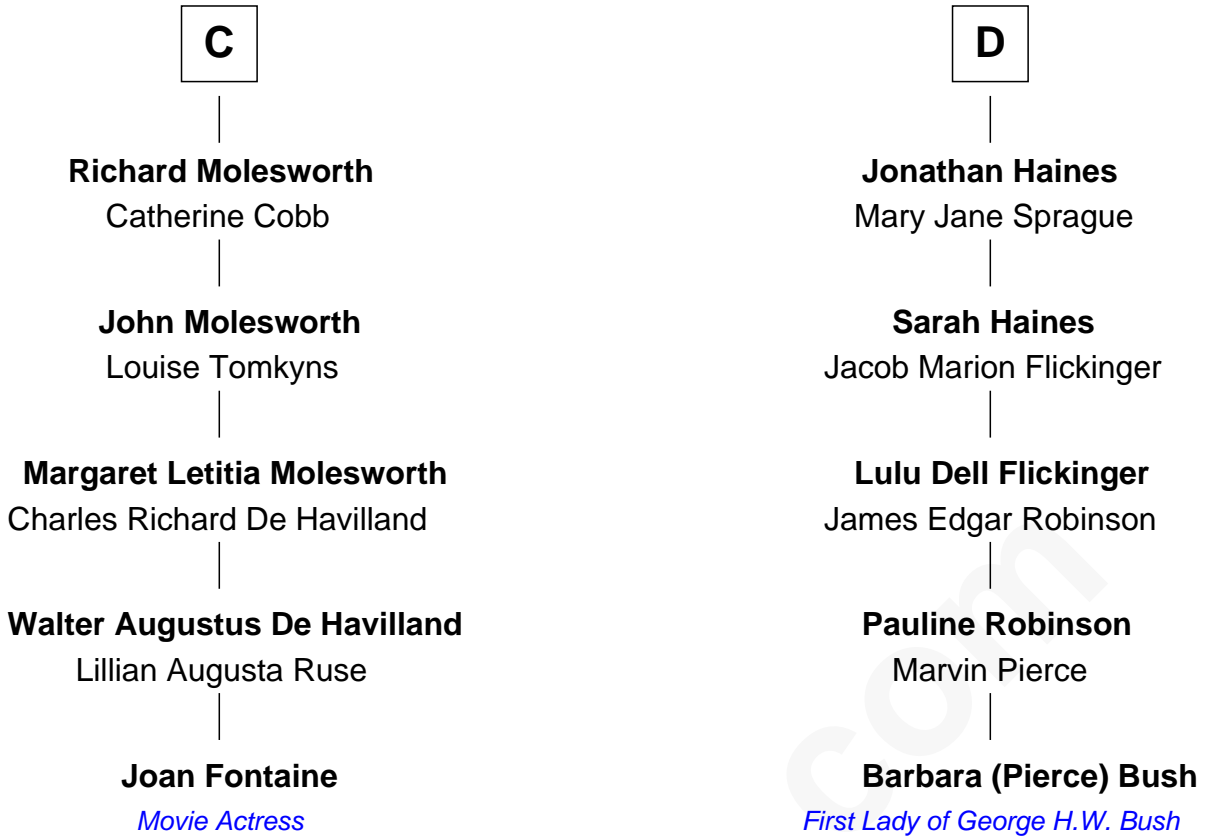 C
Richard Molesworth
Catherine Cobb
John Molesworth
Louise Tomkyns
Margaret Letitia Molesworth
Charles Richard De Havilland
Walter Augustus De Havilland
Lillian Augusta Ruse
Joan Fontaine
Movie Actress
D
Jonathan Haines
Mary Jane Sprague
Sarah Haines
Jacob Marion Flickinger
Lulu Dell Flickinger
James Edgar Robinson
Pauline Robinson
Marvin Pierce
Barbara (Pierce) Bush
First Lady of George H.W. Bush
com